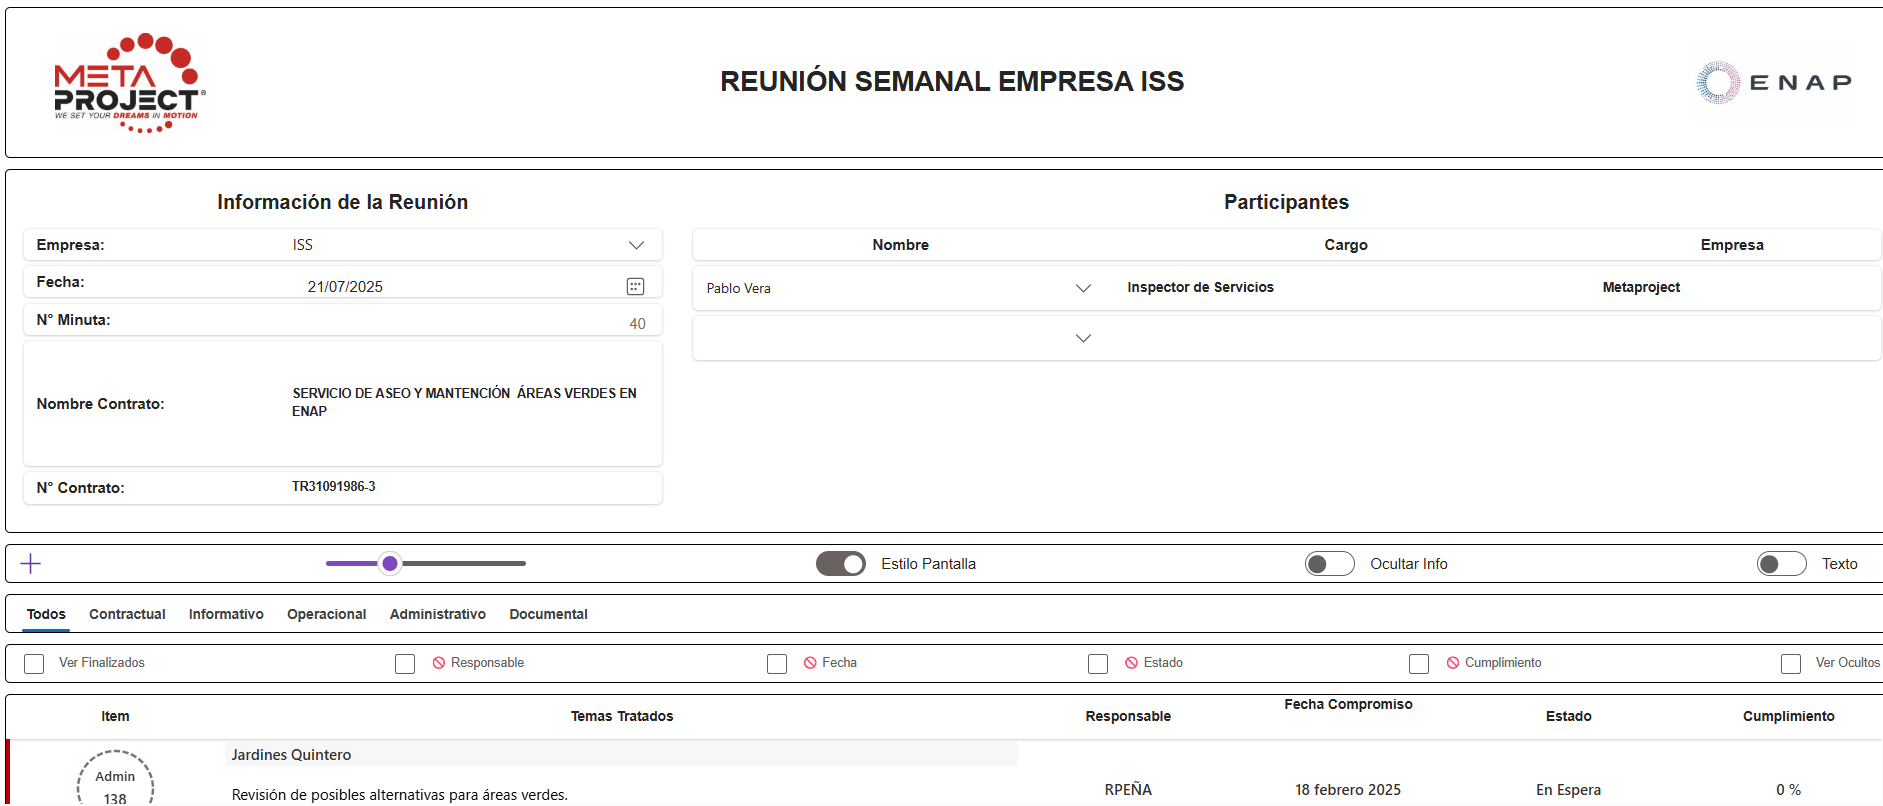 META
PROJECT®
WE SET YOUR DREAMS IN MOTION
REUNIÓN SEMANAL EMPRESA ISS
ENAP
Información de la Reunión
Empresa: ISS
Fecha: 21/07/2025
N° Minuta: 40
Nombre Contrato: SERVICIO DE ASEO Y MANTENCIÓN ÁREAS VERDES EN
ENAP
N° Contrato: TR31091986-3
Participantes
Nombre Cargo Empresa
Pablo Vera Inspector de Servicios Metaproject
Estilo Pantalla Ocultar Info Texto
Todos Contractual Informativo Operacional Administrativo Documental
Ver Finalizados Responsable Fecha Estado Cumplimiento Ver Ocultos
Item Temas Tratados Responsable Fecha Compromiso Estado Cumplimiento
Jardines Quintero
Admin
138
Revisión de posibles alternativas para áreas verdes.
RPEÑA 18 febrero 2025 En Espera 0 %